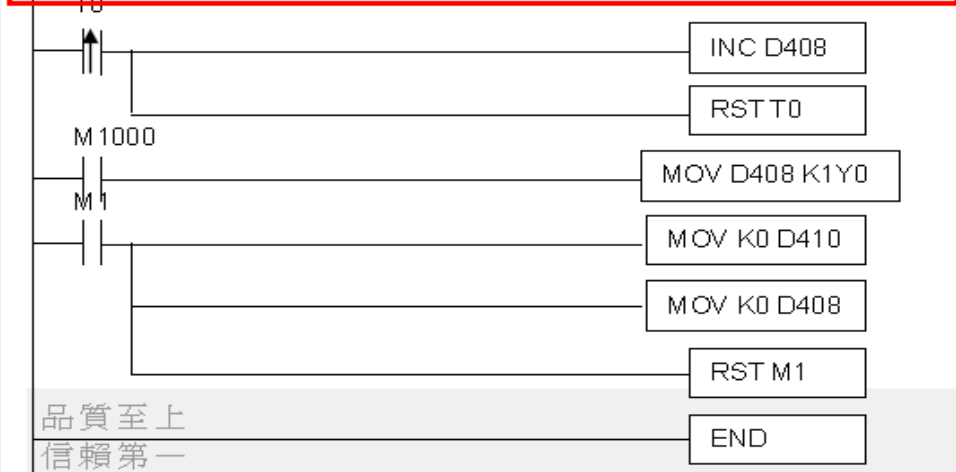 INC D408
RST T0
M1000
MOV D408 K1Y0
M1
MOV K0 D410
MOV K0 D408
RST M1
品質至上
END
信賴第一